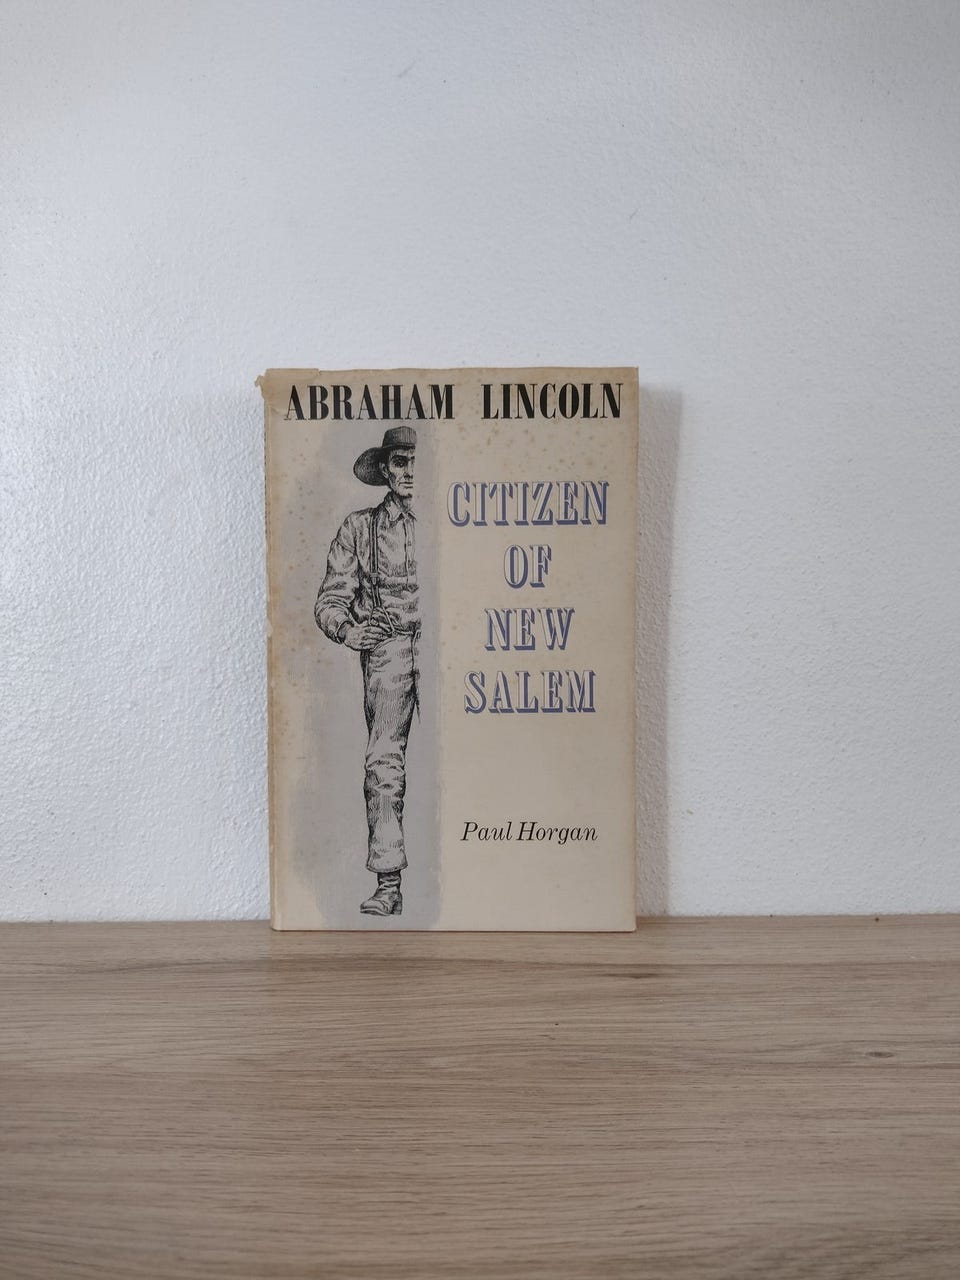 ABRAHAM LINCOLN
CITIZEN
OF
NEW
SALEM
Paul Horgan